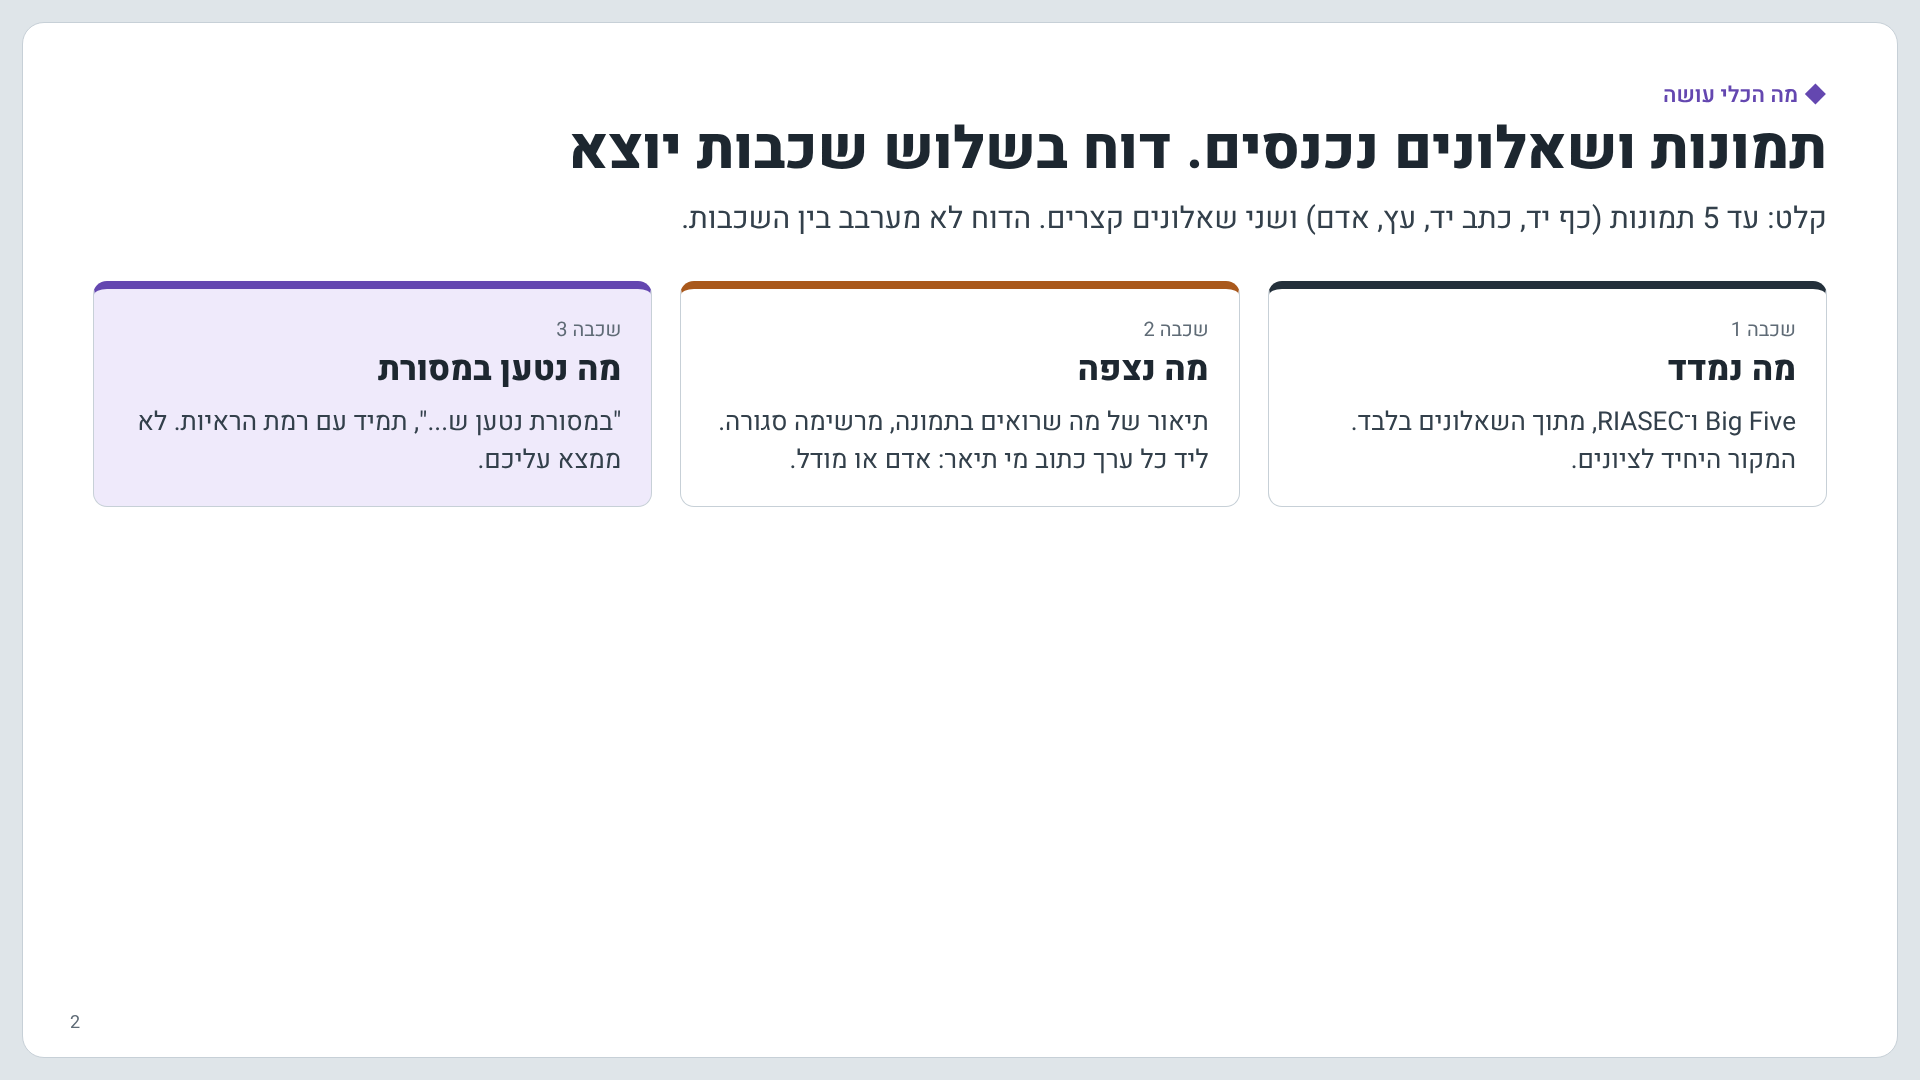 מה הכלי עושה
תמונות ושאלונים נכנסים. דוח בשלוש שכבות יוצא
קלט: עד 5 תמונות (כף יד, כתב יד, עץ, אדם) ושני שאלונים קצרים. הדוח לא מערבב בין השכבות.
שכבה 1
מה נמדד
Big Five ו־RIASEC, מתוך השאלונים בלבד.
המקור היחיד לציונים.
שכבה 2
מה נצפה
תיאור של מה שרואים בתמונה, מרשימה סגורה.
ליד כל ערך כתוב מי תיאר: אדם או מודל.
שכבה 3
מה נטען במסורת
"במסורת נטען ש...", תמיד עם רמת הראיות. לא
ממצא עליכם.
2